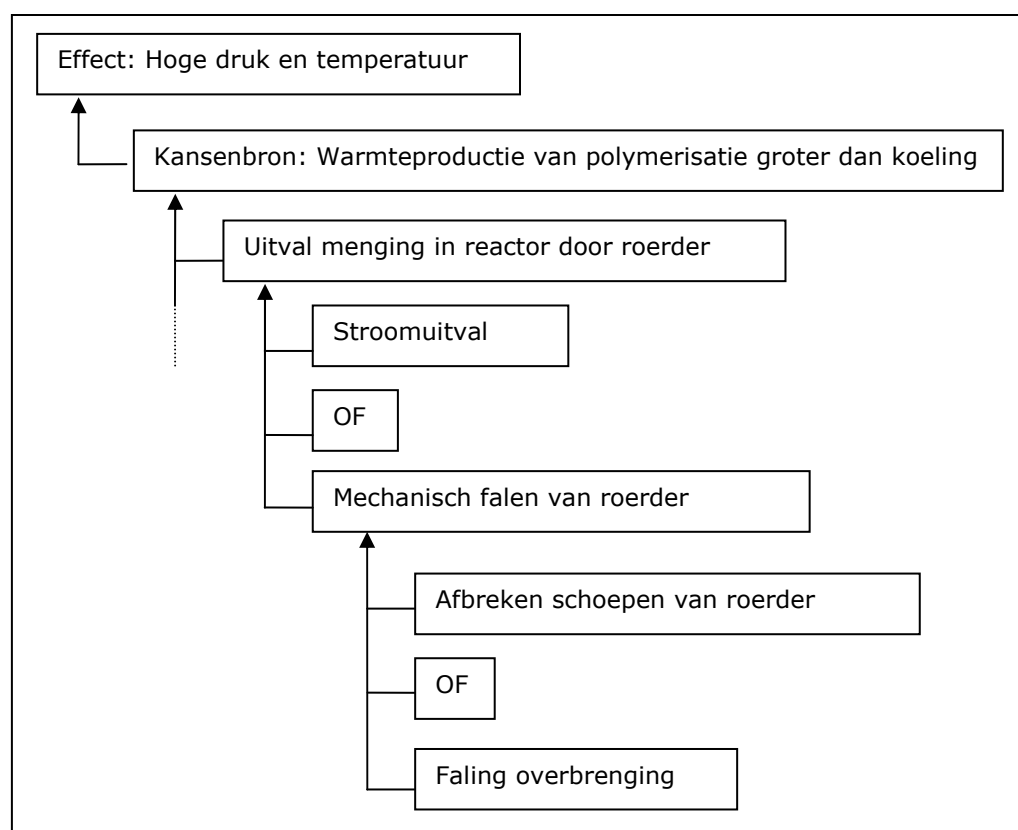 Effect: Hoge druk en temperatuur
Kansenbron: Warmteproductie van polymerisatie groter dan koeling
Uitval menging in reactor door roerder
Stroomuitval
OF
Mechanisch falen van roerder
Afbreken schoepen van roerder
OF
Faling overbrenging